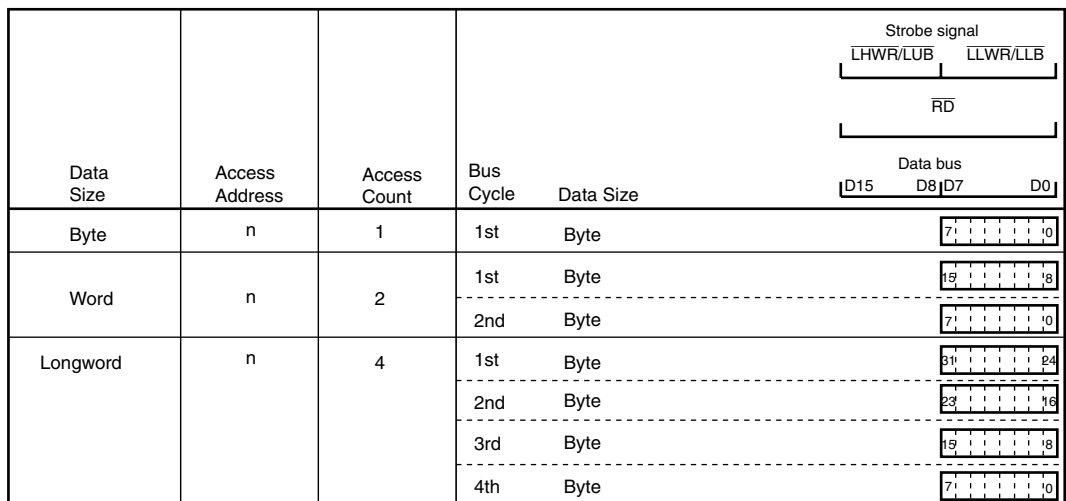 Strobe signal
LHWR/LUB LLWR/LLB
RD
Data Size Access Address Access Count Bus Cycle Data Size Data bus
D15 D8 D7 D0
Byte n 1 1st Byte 7 0
Word n 2 1st Byte 15 8
2nd Byte 7 0
Longword n 4 1st Byte 31 24
2nd Byte 23 16
3rd Byte 15 8
4th Byte 7 0